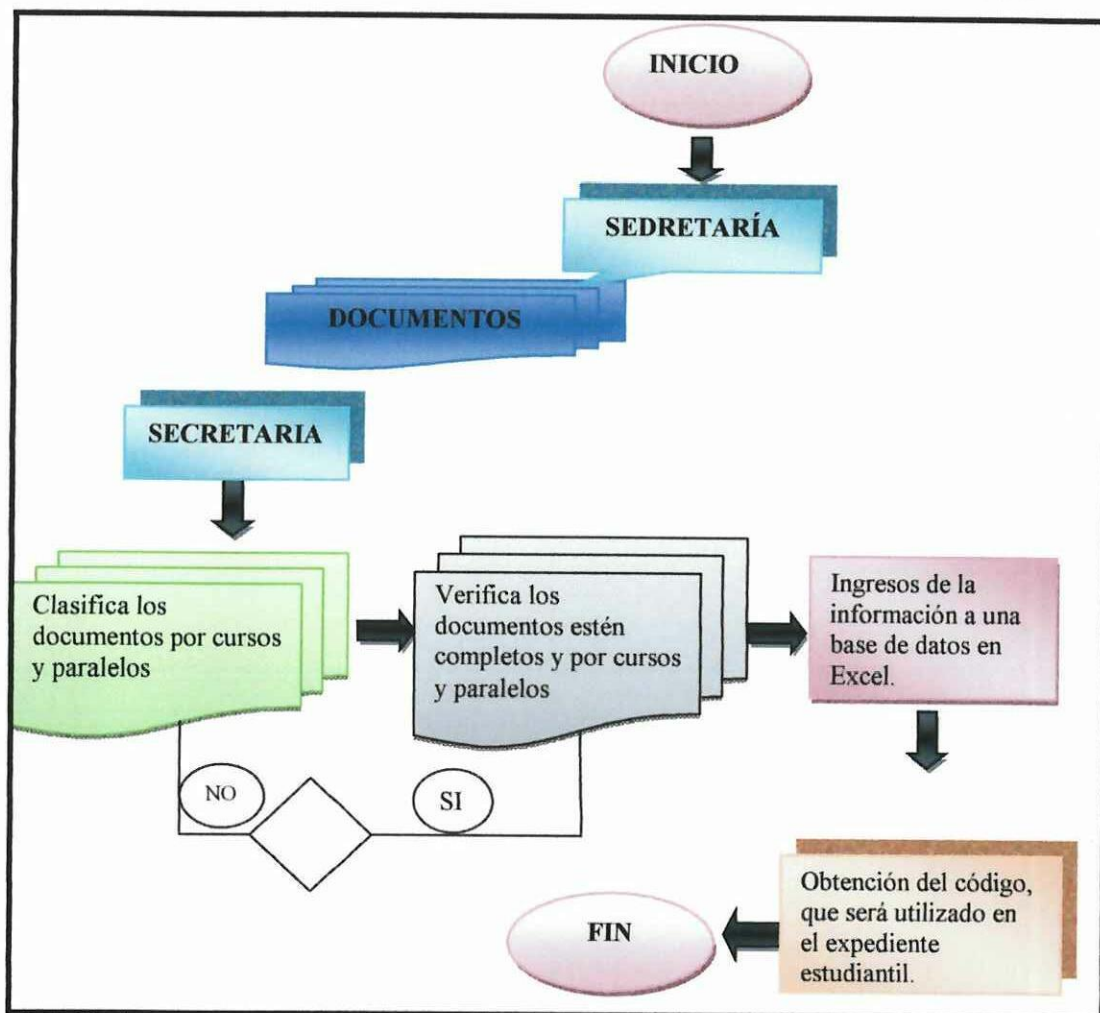 INICIO
SEDRETARÍA
DOCUMENTOS
SECRETARIA
Clasifica los
documentos por cursos
y paralelos
Verifica los
documentos estén
completos y por cursos
y paralelos
Ingresos de la
información a una
base de datos en
Excel.
NO
SI
Obtención del código,
que será utilizado en
el expediente
estudiantil.
FIN